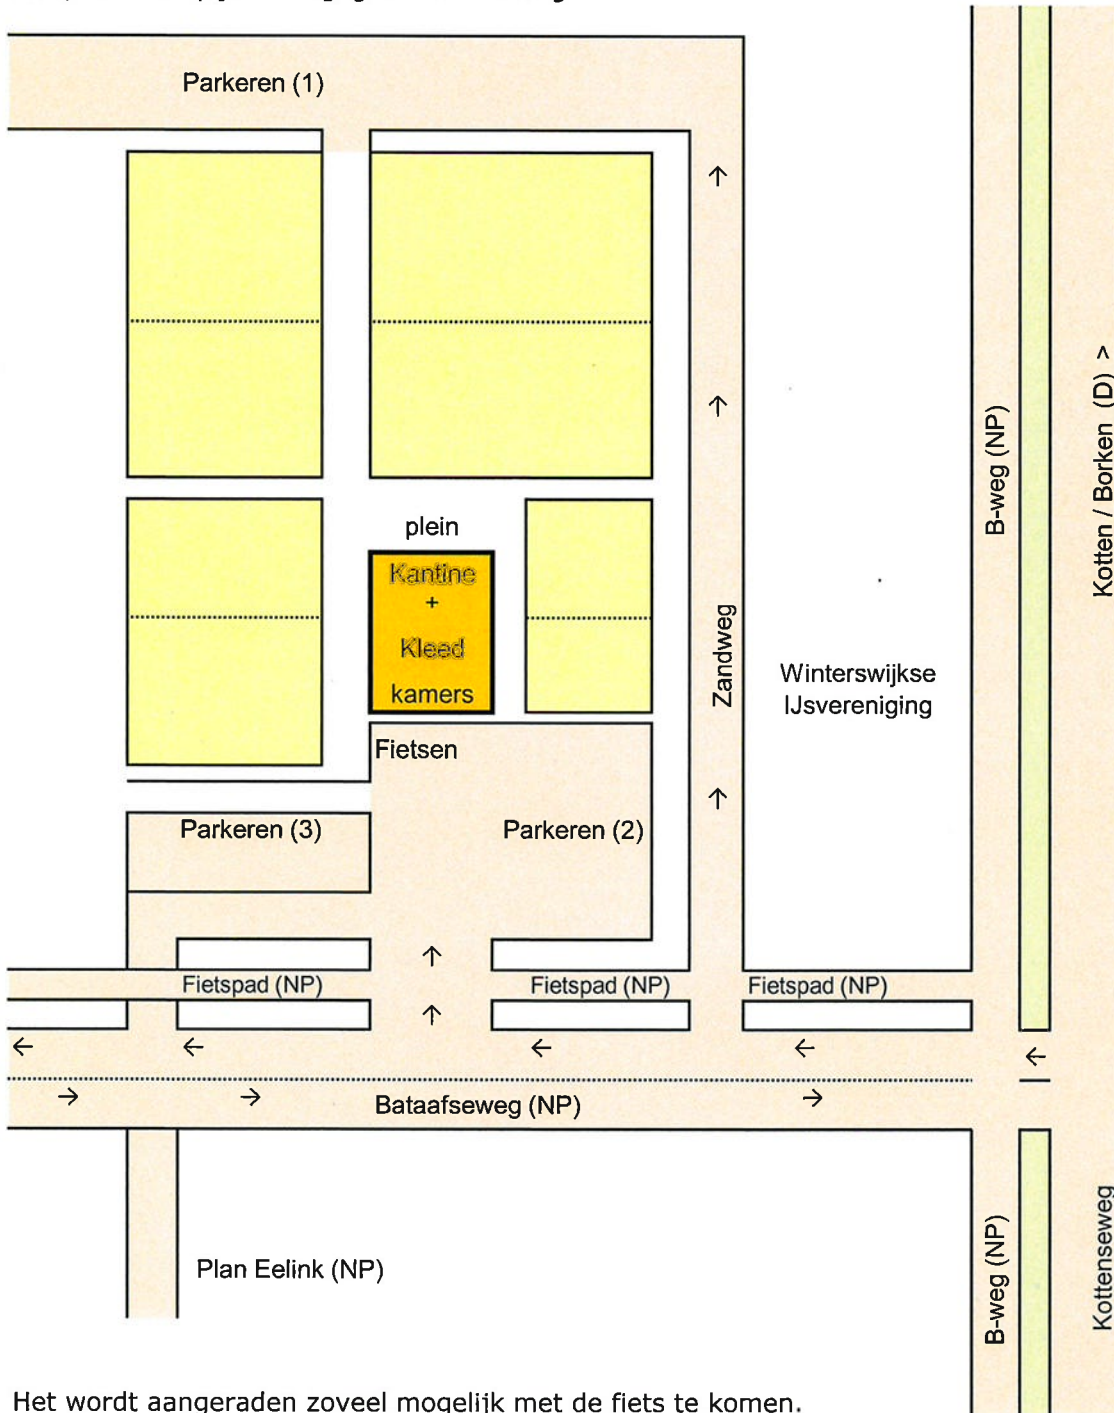 Parkeren (1)
Kotten / Borken (D) >
B-weg (NP)
plein
Kantine
+
Kleed
kamers
Zandweg
Winterswijkse
IJsvereniging
Fietsen
Parkeren (3)
Parkeren (2)
Fietspad (NP)
Fietspad (NP)
Fietspad (NP)
Bataafseweg (NP)
Plan Eelink (NP)
B-weg (NP)
Kottenseweg
Het wordt aangeraden zoveel mogelijk met de fiets te komen.